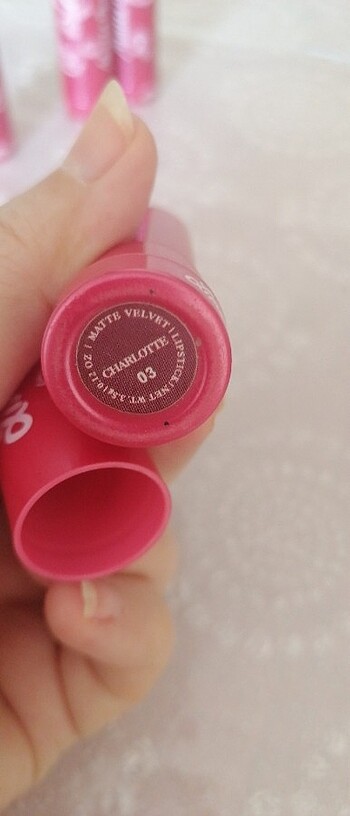 MATTE VELVET | LIPSTICK | NET WT. 3.5g | 0.12 OZ |
CHARLOTTE
03